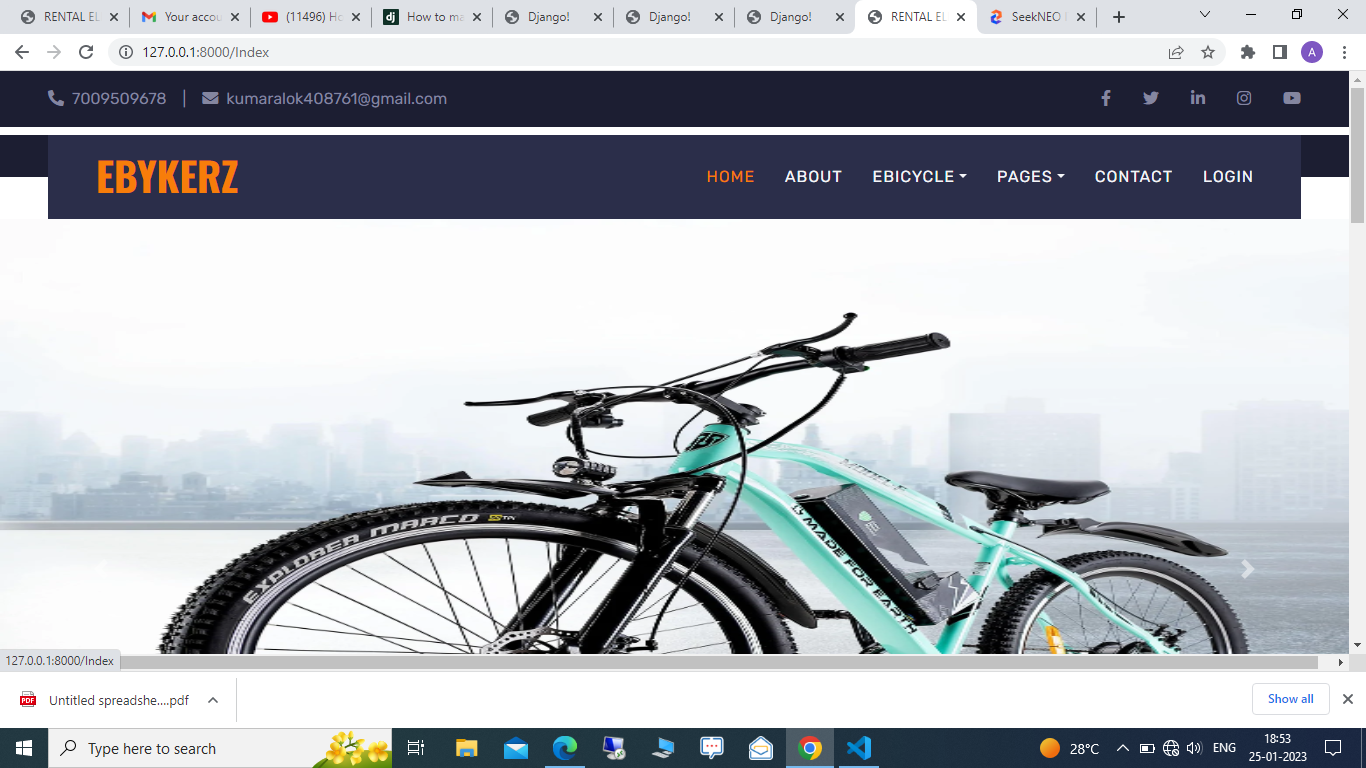 RENTAL EL
Your accou
(11496) Ho
How to ma
Django!
Django!
Django!
RENTAL EL
SeekNEO
127.0.0.1:8000/Index
A
7009509678 | kumaralok408761@gmail.com
EBYKERZ
HOME ABOUT EBICYCLE PAGES CONTACT LOGIN
EXPLORER MARCO
MADE FOR EARTH
127.0.0.1:8000/Index
PDF
Untitled spreadshe....pdf
Show all
Type here to search
28°C
ENG
18:53
25-01-2023